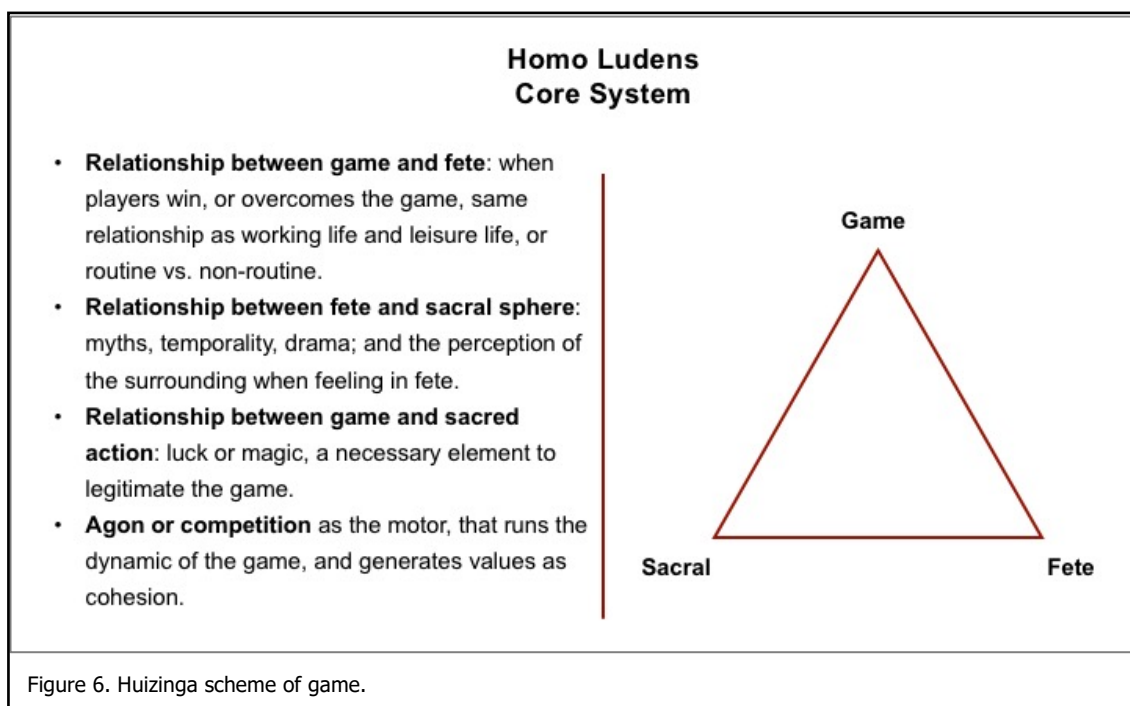 Homo Ludens
Core System
• Relationship between game and fete: when
players win, or overcomes the game, same
relationship as working life and leisure life, or
routine vs. non-routine.
• Relationship between fete and sacral sphere:
myths, temporality, drama; and the perception of
the surrounding when feeling in fete.
• Relationship between game and sacred
action: luck or magic, a necessary element to
legitimate the game.
• Agon or competition as the motor, that runs the
dynamic of the game, and generates values as
cohesion.
Game
Sacral
Fete
Figure 6. Huizinga scheme of game.